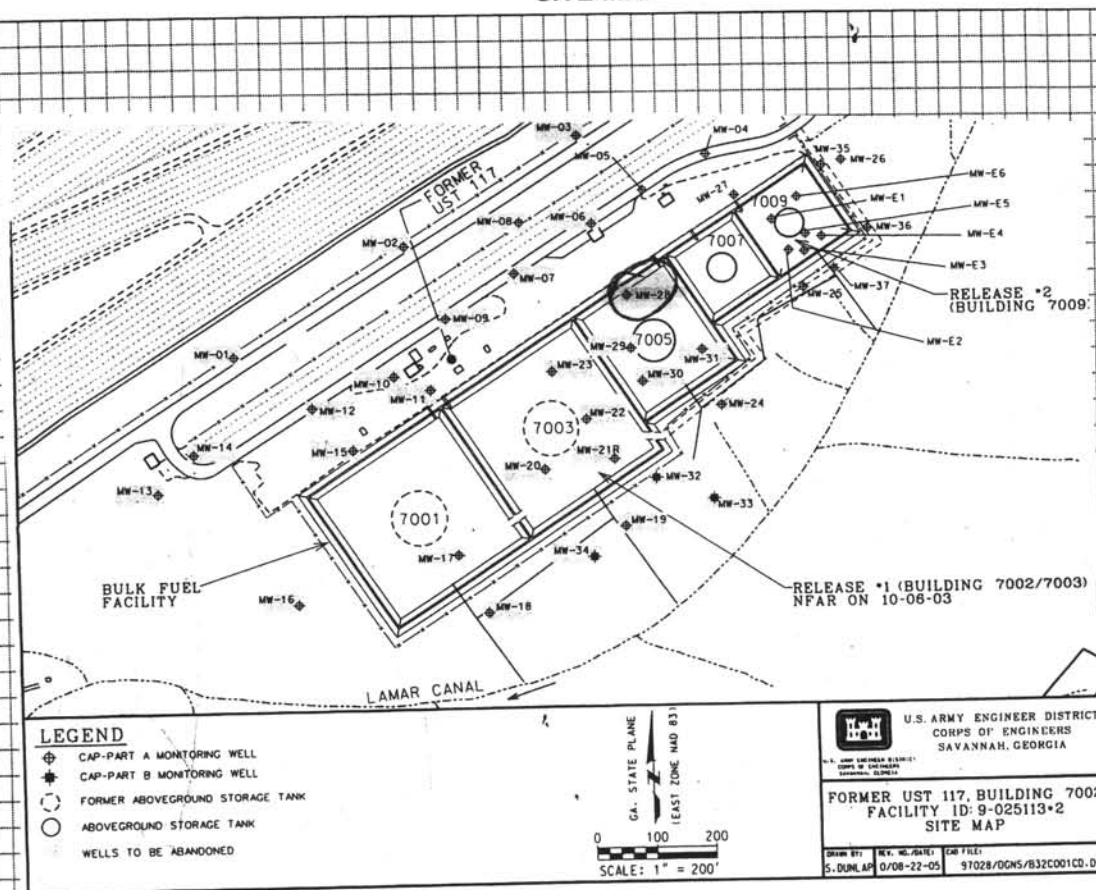 MW-03
MW-04
MW-05
MW-35
MW-26
FORMER
UST 117
MW-27
7009
MW-E6
MW-E1
MW-E5
MW-08
MW-06
MW-36
MW-E4
MW-02
7007
MW-E3
MW-07
MW-37
MW-28
MW-25
RELEASE *2
(BUILDING 7009)
MW-09
MW-E2
MW-29
7005
MW-31
MW-01
MW-23
MW-10
MW-30
MW-11
MW-12
MW-24
MW-22
7003
MW-14
MW-15
MW-21R
MW-20
MW-32
MW-13
MW-33
7001
MW-19
MW-17
MW-34
BULK FUEL
FACILITY
RELEASE *1 (BUILDING 7002/7003)
NFAR ON 10-06-03
MW-16
MW-18
LAMAR CANAL
LEGEND
CAP-PART A MONITORING WELL
CAP-PART B MONITORING WELL
FORMER ABOVEGROUND STORAGE TANK
ABOVEGROUND STORAGE TANK
WELLS TO BE ABANDONED
GA. STATE PLANE
(EAST ZONE NAD 83)
N
0 100 200
SCALE: 1" = 200'
U.S. ARMY ENGINEER DISTRICT
CORPS OF ENGINEERS
SAVANNAH, GEORGIA
U.S. ARMY ENGINEER DISTRICT
CORPS OF ENGINEERS
SAVANNAH, GEORGIA
FORMER UST 117, BUILDING 7002
FACILITY ID: 9-025113*2
SITE MAP
DRAWN BY:
S. DUNLAP
REV. NO./DATE:
0/08-22-05
CAD FILE:
97028/DGNS/B32C001CD.D